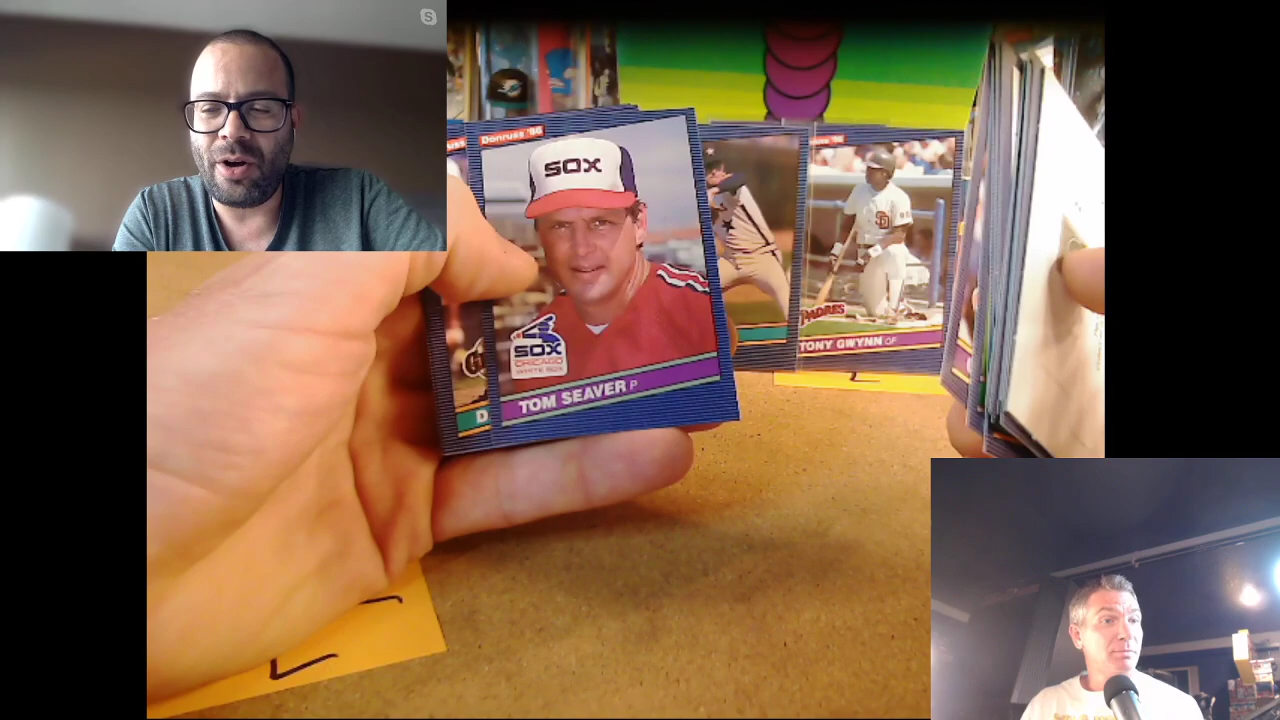 Donruss '86
SOX
SOX
CHICAGO
WHITE SOX
TOM SEAVER P
D
PADRES
TONY GWYNN OF
S